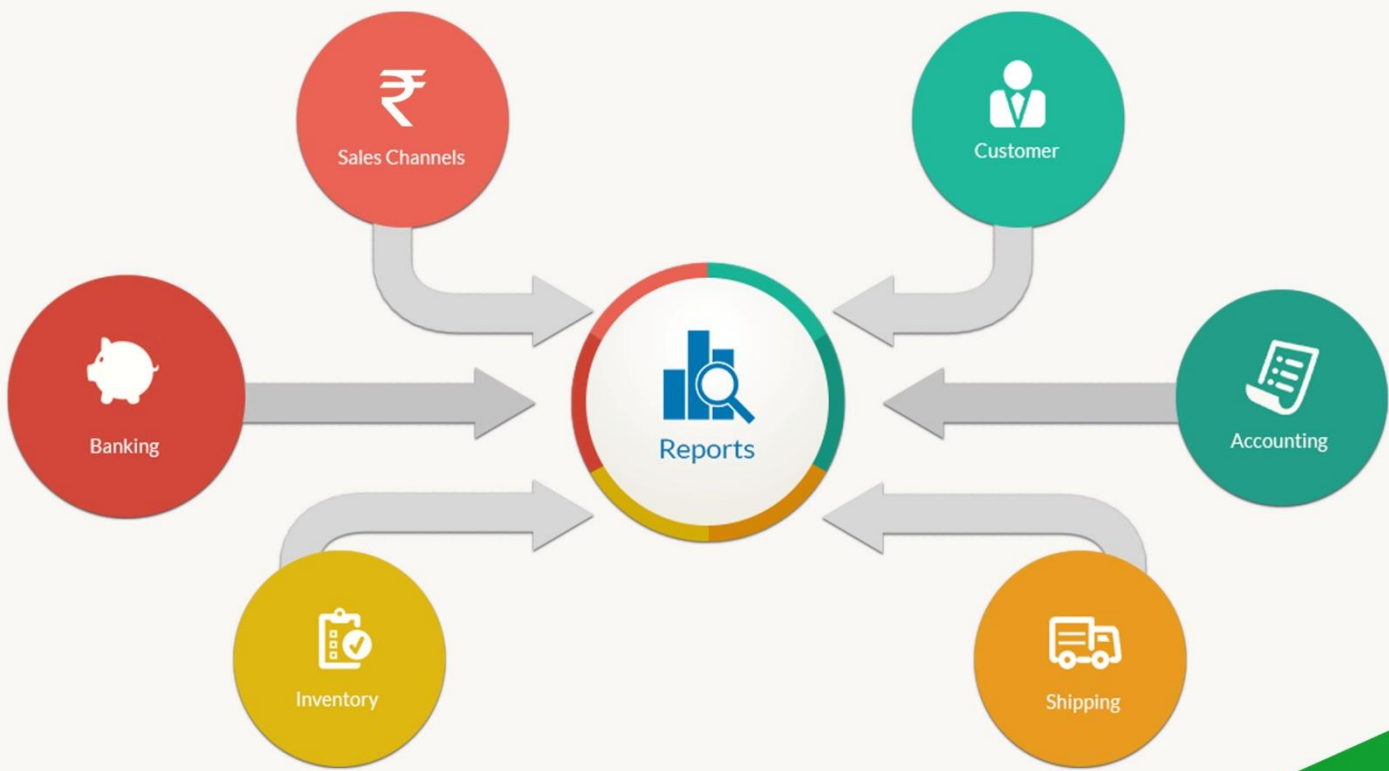 ₹
Sales Channels
Customer
Banking
Reports
Accounting
Inventory
Shipping